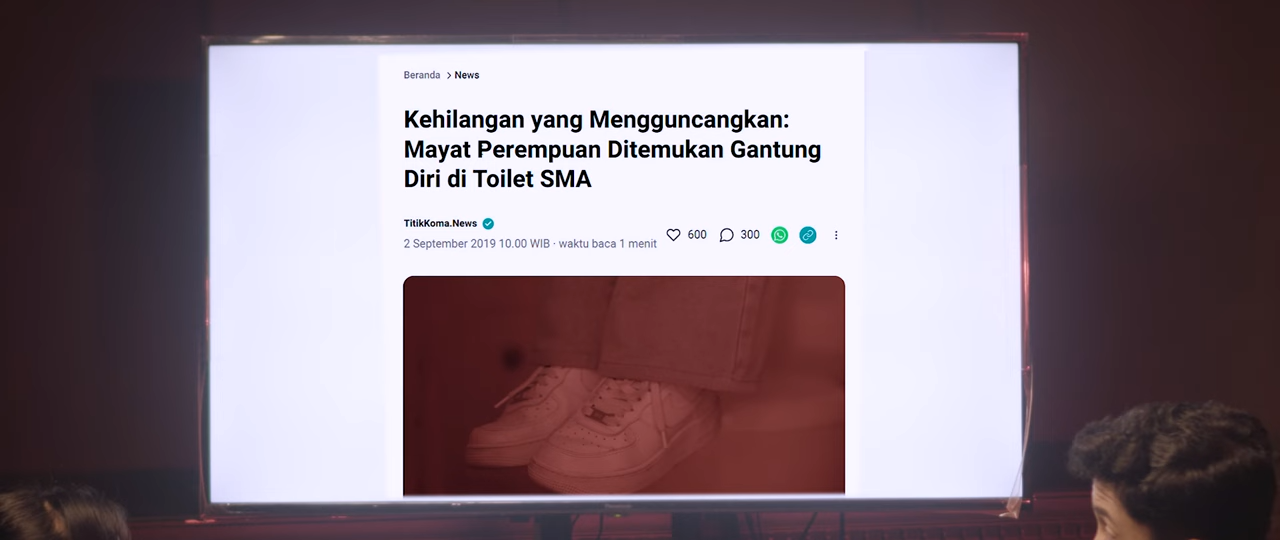 Beranda > News
Kehilangan yang Mengguncangkan:
Mayat Perempuan Ditemukan Gantung
Diri di Toilet SMA
TitikKoma.News
2 September 2019 10.00 WIB · waktu baca 1 menit
600 300